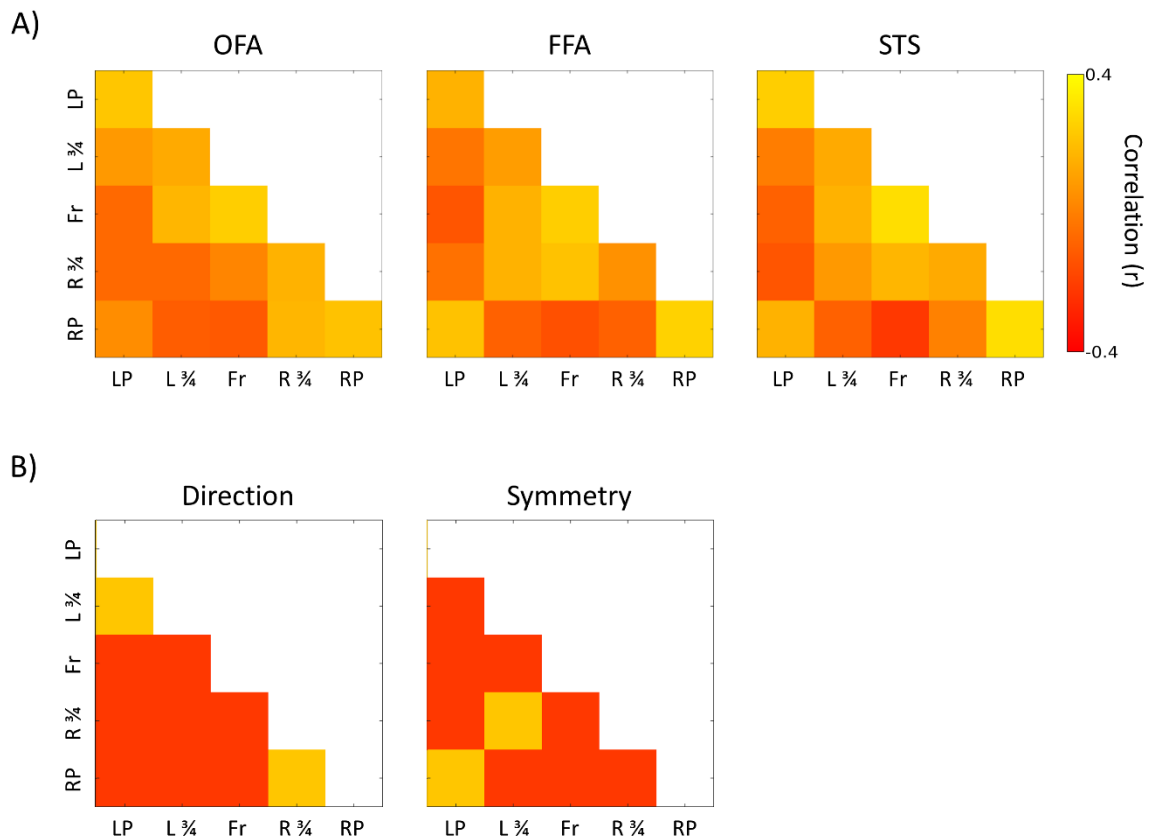 A)
OFA
FFA
STS
LP
L ¾
Fr
R ¾
RP
LP L ¾ Fr R ¾ RP
LP L ¾ Fr R ¾ RP
LP L ¾ Fr R ¾ RP
0.4
Correlation (r)
-0.4
B)
Direction
Symmetry
LP
L ¾
Fr
R ¾
RP
LP L ¾ Fr R ¾ RP
LP L ¾ Fr R ¾ RP